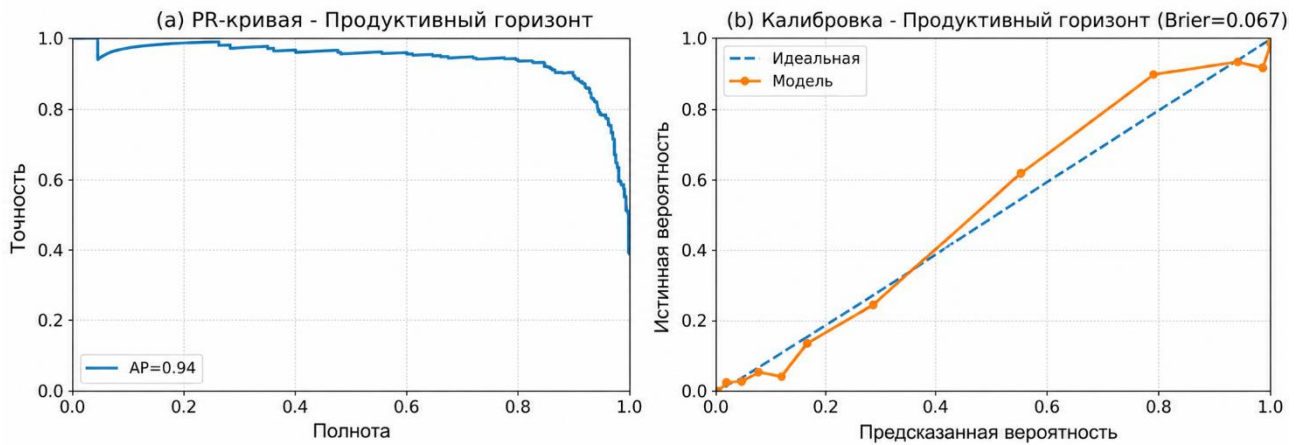 (a) PR-кривая - Продуктивный горизонт
1.0
0.8
0.6
0.4
0.2
0.0
Точность
AP=0.94
0.0 0.2 0.4 0.6 0.8 1.0
Полнота
(b) Калибровка - Продуктивный горизонт (Brier=0.067)
1.0
0.8
0.6
0.4
0.2
0.0
Истинная вероятность
Идеальная
Модель
0.0 0.2 0.4 0.6 0.8 1.0
Предсказанная вероятность